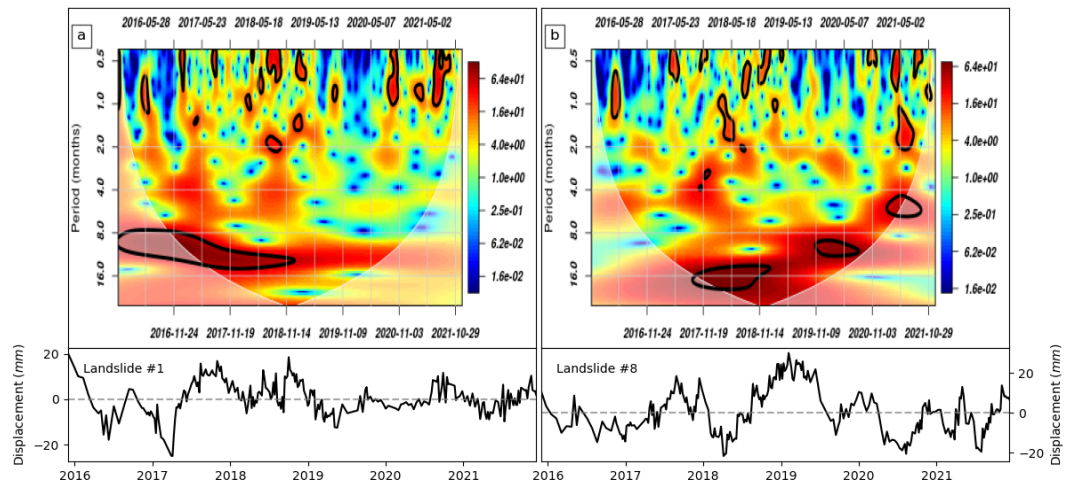 2016-05-28 2017-05-23 2018-05-18 2019-05-13 2020-05-07 2021-05-02
a
0.5
1.0
2.0
4.0
8.0
16.0
Period (months)
6.4e+01
1.6e+01
4.0e+00
1.0e+00
2.5e-01
6.2e-02
1.6e-02
2016-11-24 2017-11-19 2018-11-14 2019-11-09 2020-11-03 2021-10-29
2016-05-28 2017-05-23 2018-05-18 2019-05-13 2020-05-07 2021-05-02
b
0.5
1.0
2.0
4.0
8.0
16.0
Period (months)
6.4e+01
1.6e+01
4.0e+00
1.0e+00
2.5e-01
6.2e-02
1.6e-02
2016-11-24 2017-11-19 2018-11-14 2019-11-09 2020-11-03 2021-10-29
Landslide #1
Displacement (mm)
20
0
−20
2016 2017 2018 2019 2020 2021
Landslide #8
Displacement (mm)
20
0
−20
2016 2017 2018 2019 2020 2021